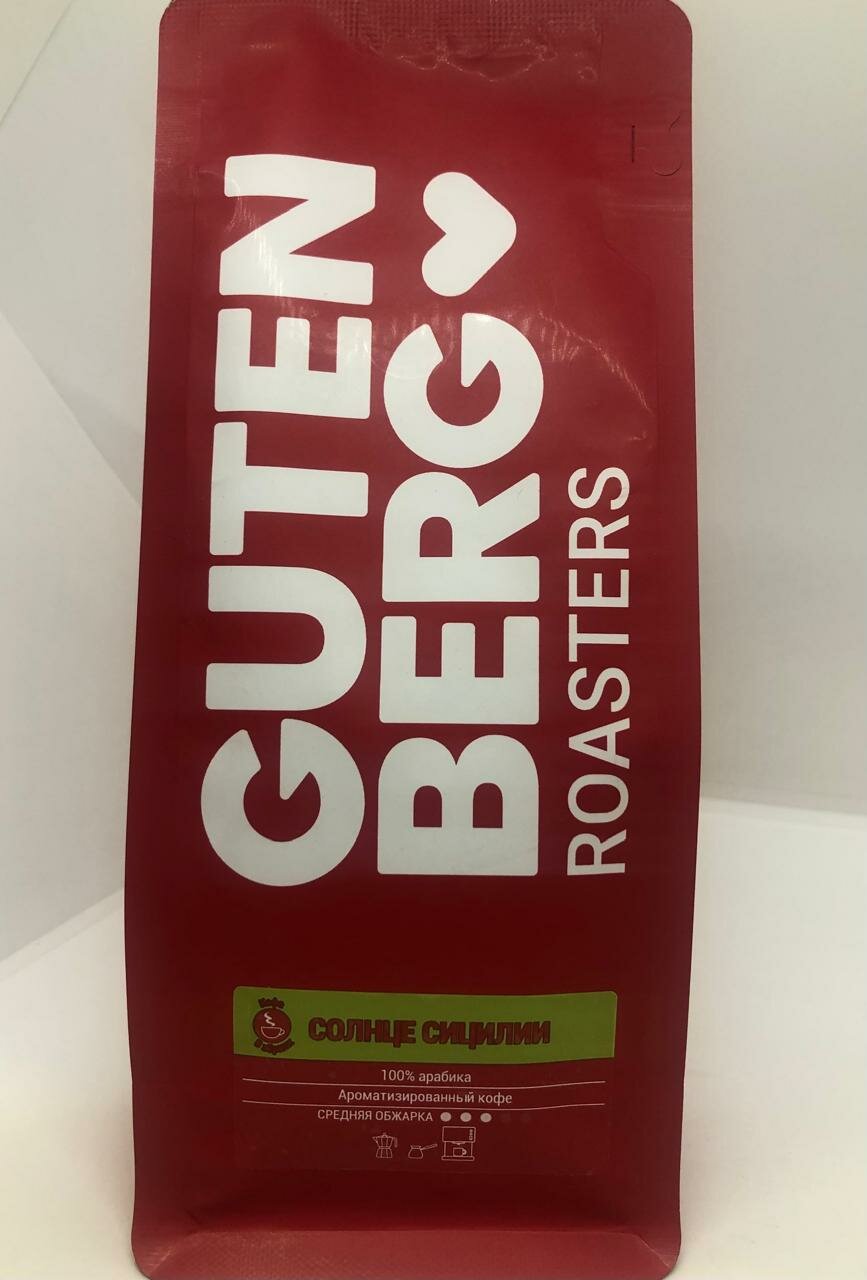 GUTEN
BERG
ROASTERS
СОЛНЦЕ СИЦИЛИИ
100% арабика
Ароматизированный кофе
СРЕДНЯЯ ОБЖАРКА